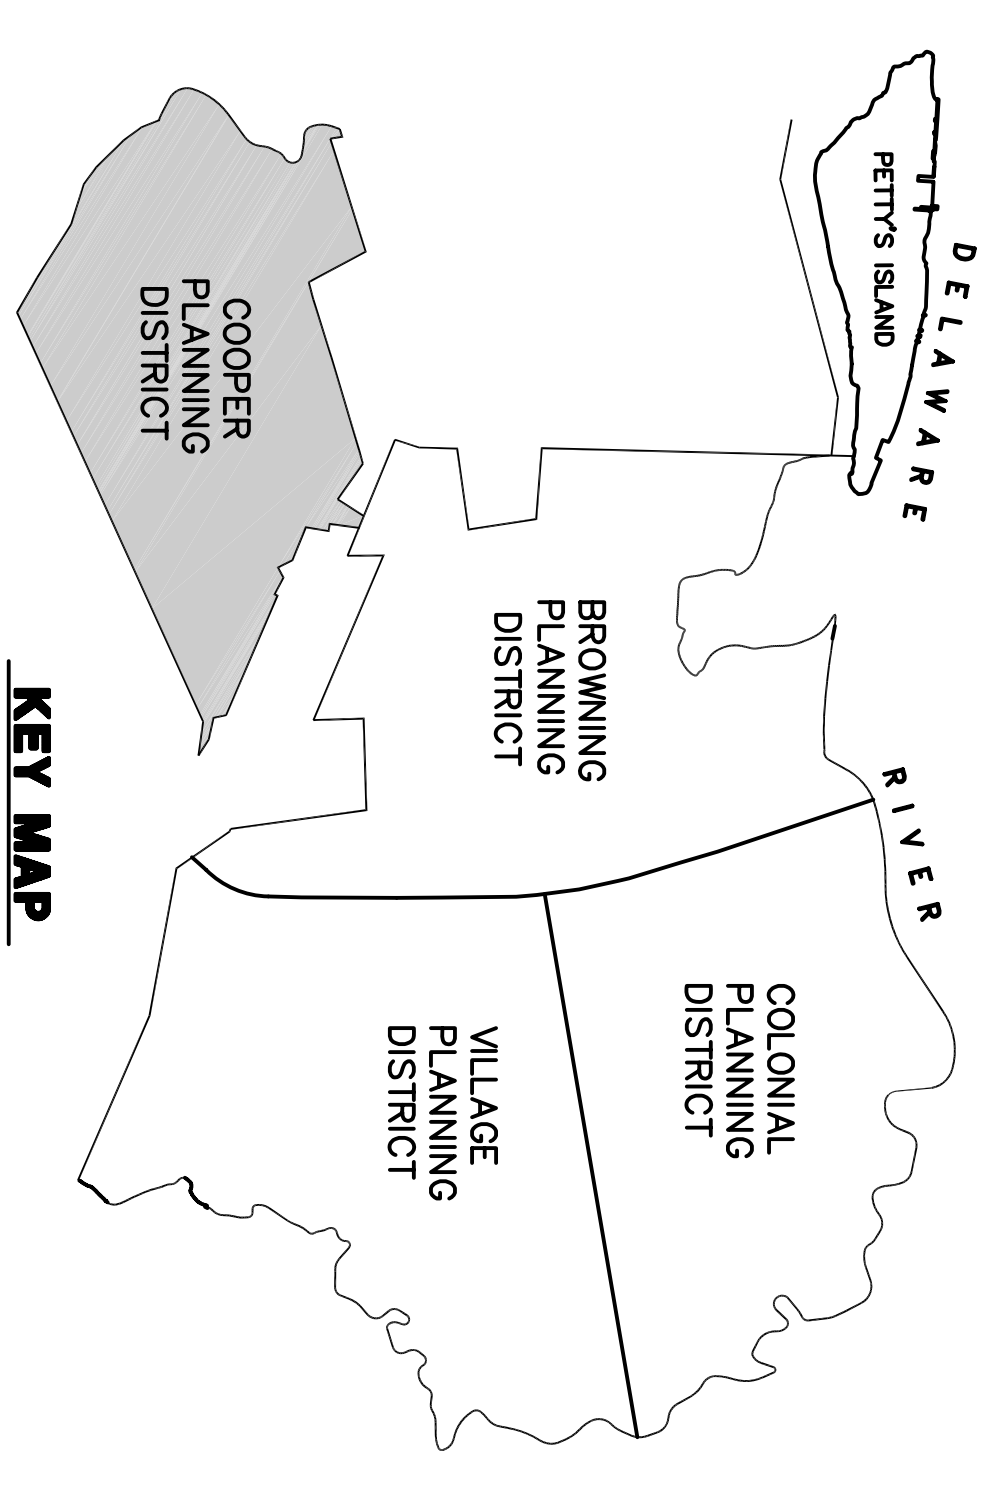 DELAWARE
RIVER
PETTY'S ISLAND
COOPER
PLANNING
DISTRICT
BROWNING
PLANNING
DISTRICT
COLONIAL
PLANNING
DISTRICT
VILLAGE
PLANNING
DISTRICT
KEY MAP